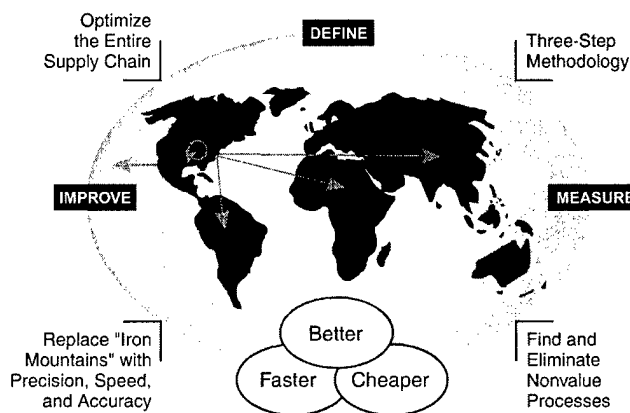 Optimize
the Entire
Supply Chain
DEFINE
Three-Step
Methodology
IMPROVE
MEASURE
Replace "Iron
Mountains" with
Precision, Speed,
and Accuracy
Better
Faster
Cheaper
Find and
Eliminate
Nonvalue
Processes